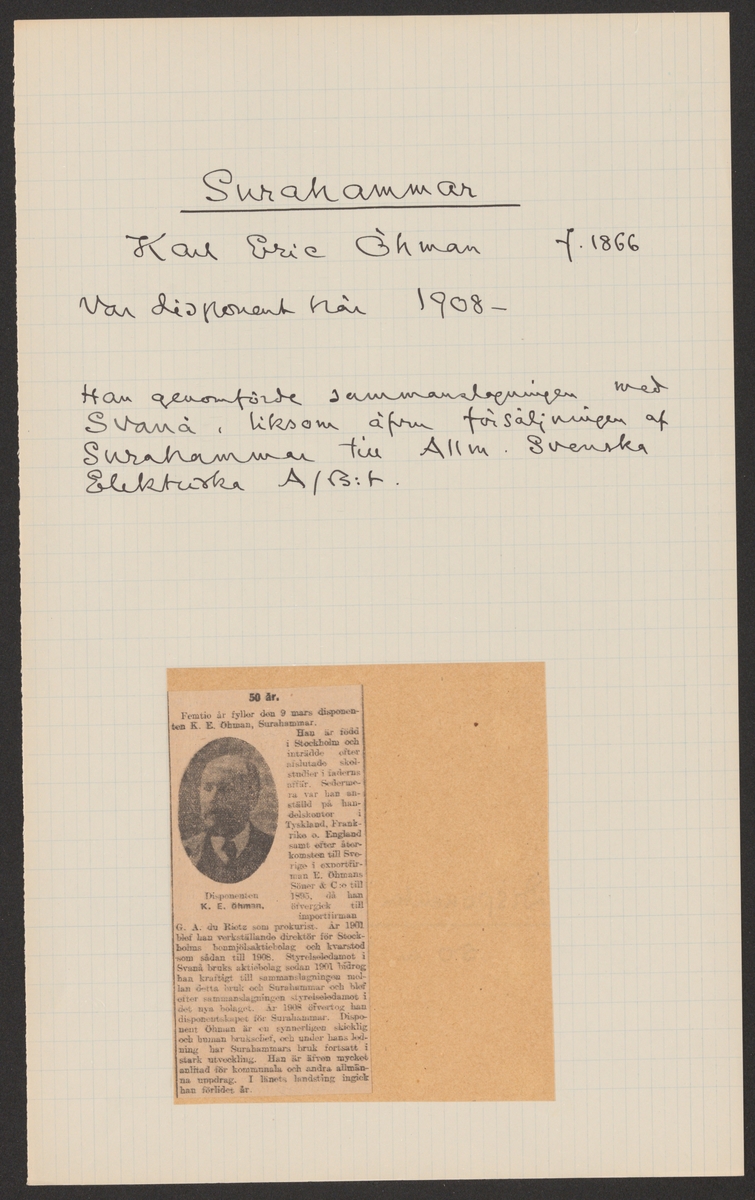 Surahammar
Karl Eric Öhman f. 1866
Var disponent här 1908-
Han genomförde sammanslagningen med
Svanå, liksom äfvn försäljningen af
Surahammar till Allm. Svenska
Elektriska A/B:t.
50 år.
Femtio år fyller den 9 mars disponen-
ten K. E. Öhman, Surahammar.
Han är född
i Stockholm och
inträdde efter
afslutade skol-
studier i faderns
affär. Sederme-
ra var han an-
ställd på han-
delskontor i
Tyskland, Frank-
rike o. England
samt efter åter-
komsten till Sve-
rige i exportfir-
man E. Öhmans
Söner & C:o till
1895, då han
öfvergick till
importfirman
Disponenten
K. E. Öhman.
G. A. du Rietz som prokurist. År 1901
blef han verkställande direktör för Stock-
holms benmjölsaktiebolag och kvarstod
som sådan till 1908. Styrelseledamot i
Svanå bruks aktiebolag sedan 1901 bidrog
han kraftigt till sammanslagningen mel-
lan detta bruk och Surahammar och blef
efter sammanslagningen styrelseledamot i
det nya bolaget. År 1908 öfvertog han
disponentskapet för Surahammar. Dispo-
nent Öhman är en synnerligen skicklig
och human brukschef, och under hans led-
ning har Surahammars bruk fortsatt i
stark utveckling. Han är äfven mycket
anlitad för kommunala och andra allmän-
na uppdrag. I länets landsting ingick
han förlidet år.